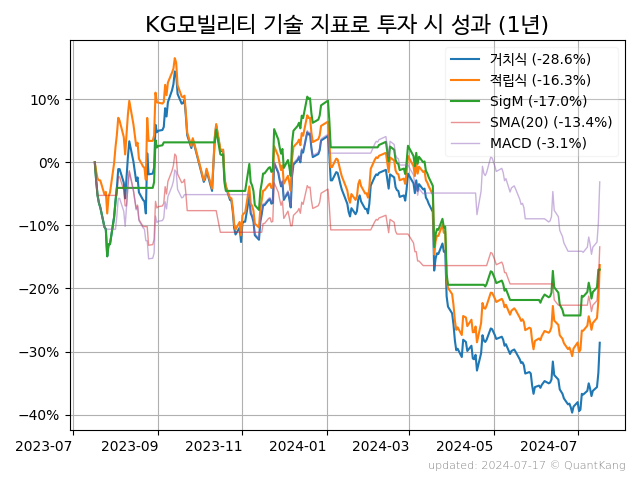 KG모빌리티 기술 지표로 투자 시 성과 (1년)
거치식 (-28.6%)
적립식 (-16.3%)
SigM (-17.0%)
SMA(20) (-13.4%)
MACD (-3.1%)
10%
0%
−10%
−20%
−30%
−40%
2023-07 2023-09 2023-11 2024-01 2024-03 2024-05 2024-07
updated: 2024-07-17 © QuantKang